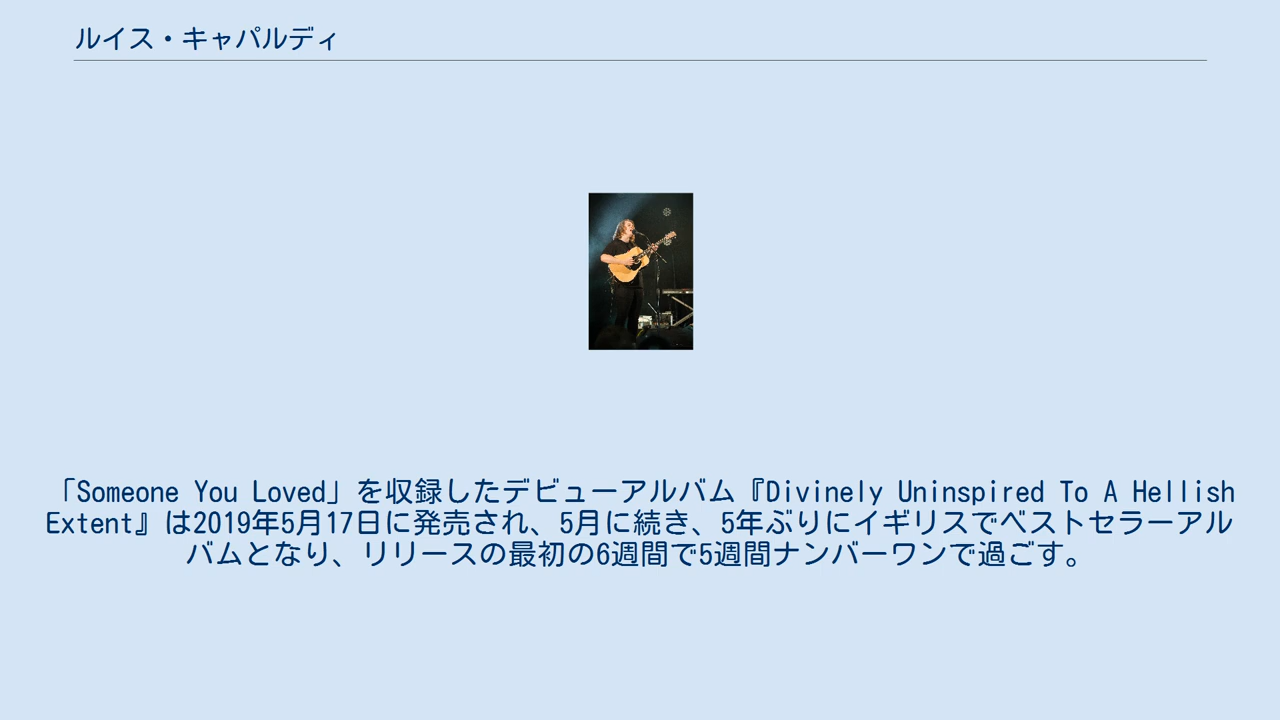 ルイス・キャパルディ
「Someone You Loved」を収録したデビューアルバム『Divinely Uninspired To A Hellish
Extent』は2019年5月17日に発売され、5月に続き、5年ぶりにイギリスでベストセラーアル
バムとなり、リリースの最初の6週間で5週間ナンバーワンで過ごす。